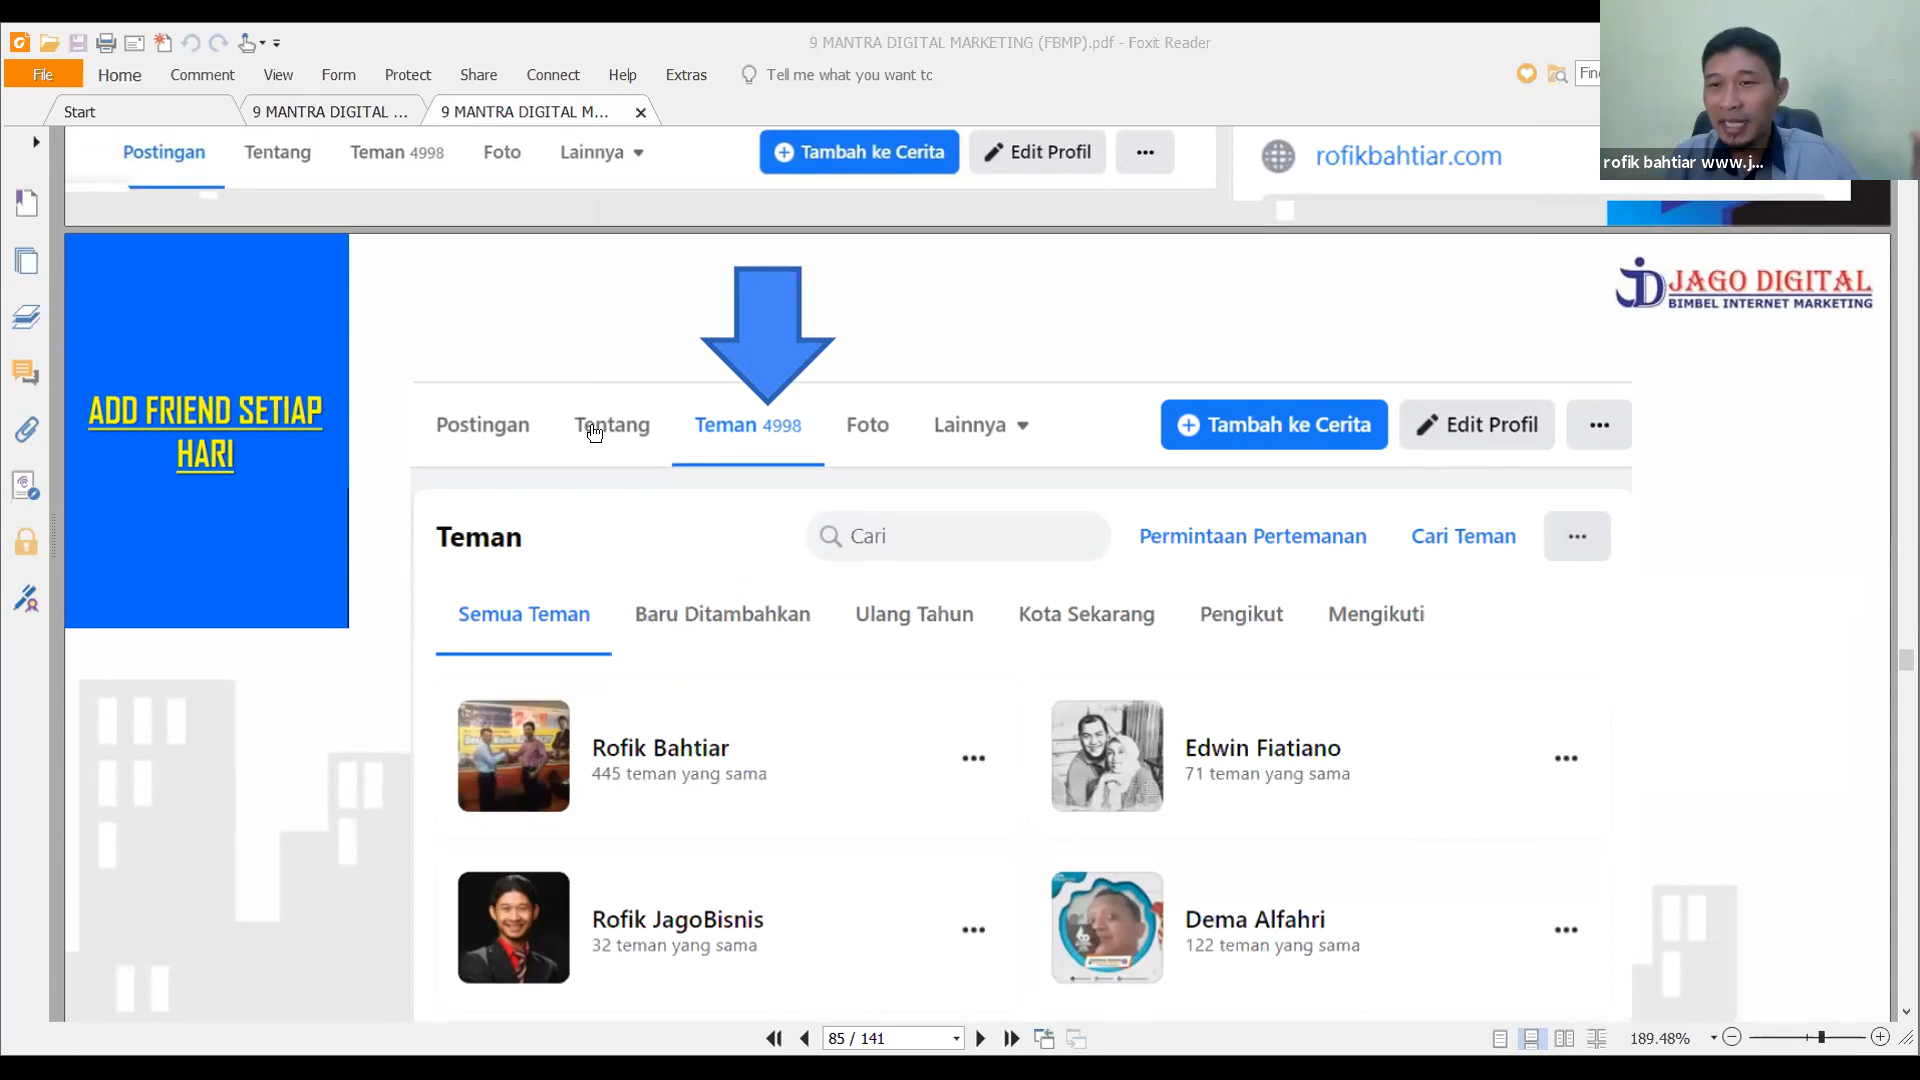 9 MANTRA DIGITAL MARKETING (FBMP).pdf - Foxit Reader
File Home Comment View Form Protect Share Connect Help Extras Tell me what you want to
Start 9 MANTRA DIGITAL ... 9 MANTRA DIGITAL M...
rofik bahtiar www.j...
Postingan Tentang Teman 4998 Foto Lainnya Tambah ke Cerita Edit Profil ...
rofikbahtiar.com
JAGO DIGITAL
BIMBEL INTERNET MARKETING
ADD FRIEND SETIAP
HARI
Postingan Tentang Teman 4998 Foto Lainnya Tambah ke Cerita Edit Profil ...
Teman Cari Permintaan Pertemanan Cari Teman ...
Semua Teman Baru Ditambahkan Ulang Tahun Kota Sekarang Pengikut Mengikuti
Rofik Bahtiar
445 teman yang sama
Edwin Fiatiano
71 teman yang sama
Rofik JagoBisnis
32 teman yang sama
Dema Alfahri
122 teman yang sama
85 / 141
189.48%